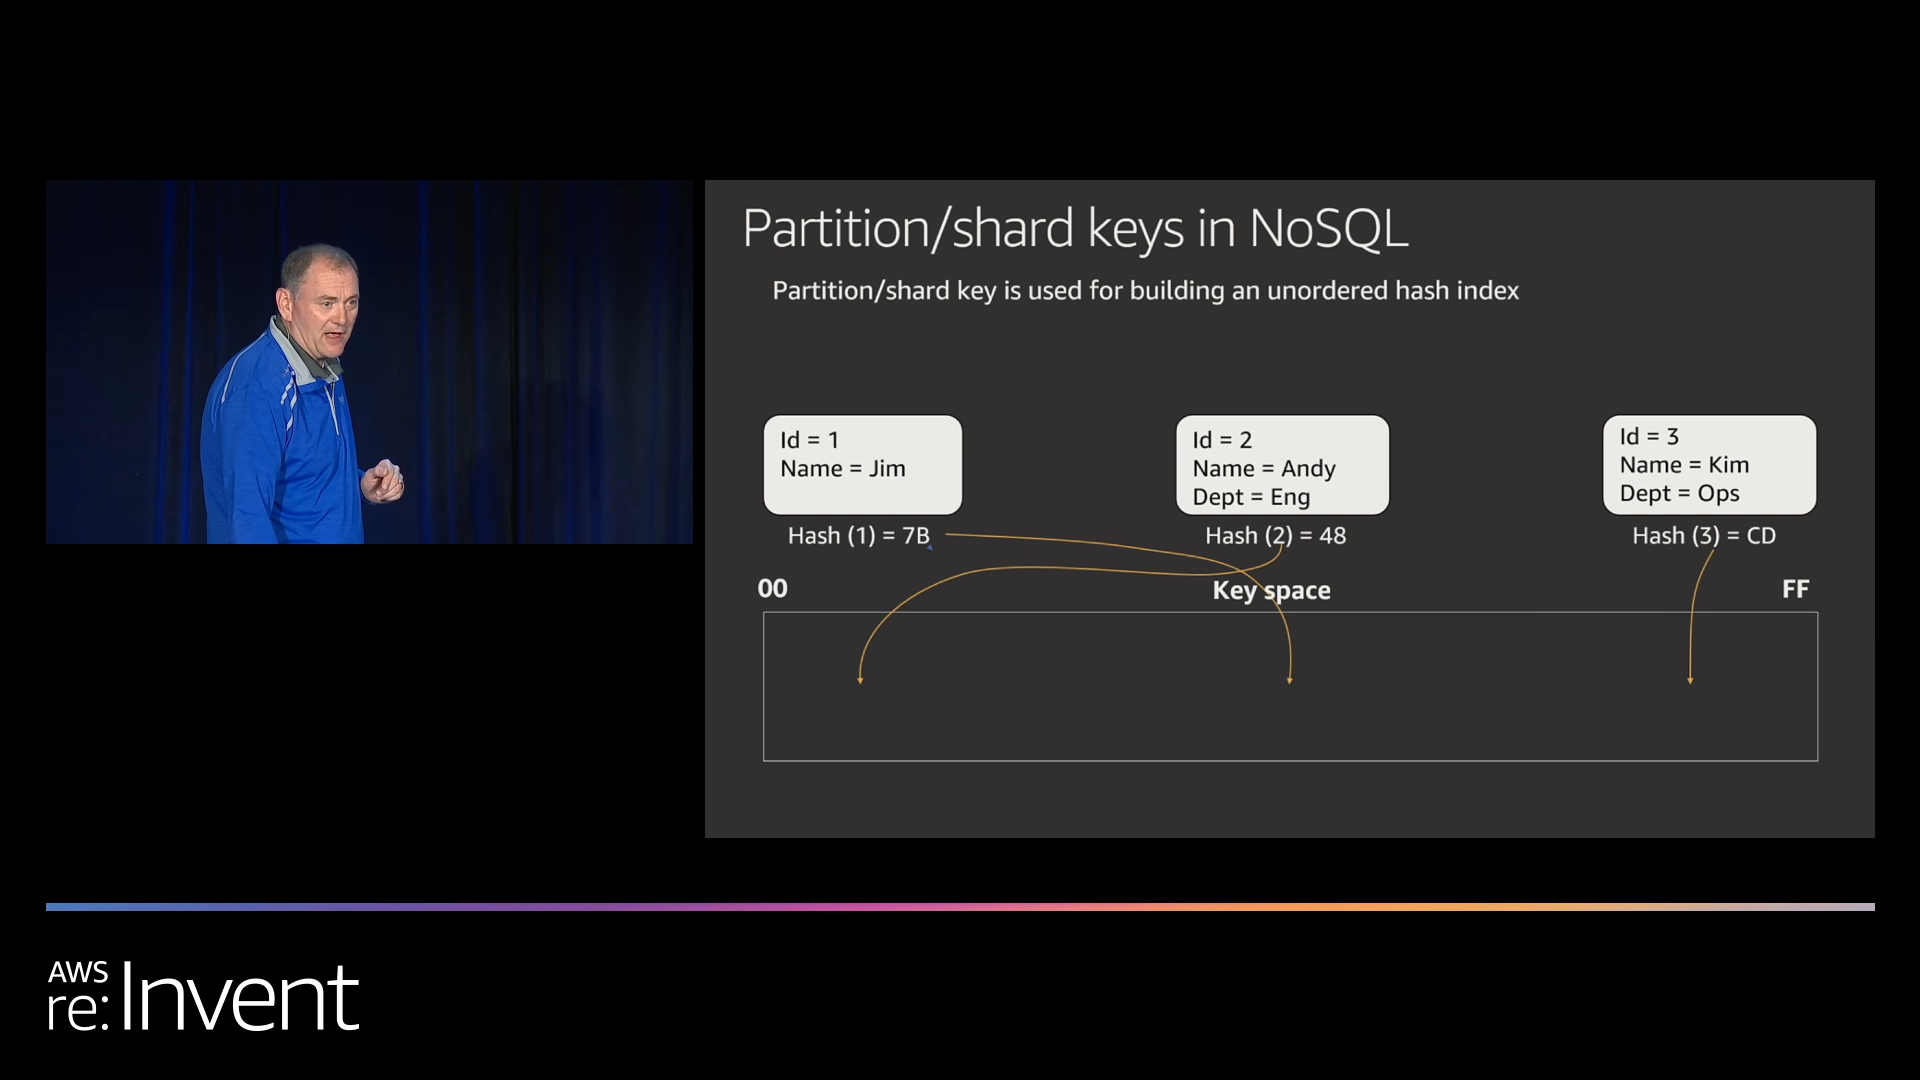 Partition/shard keys in NoSQL
Partition/shard key is used for building an unordered hash index
Id = 1
Name = Jim
Id = 2
Name = Andy
Dept = Eng
Id = 3
Name = Kim
Dept = Ops
Hash (1) = 7B
Hash (2) = 48
Hash (3) = CD
00
Key space
FF
AWS
re:Invent